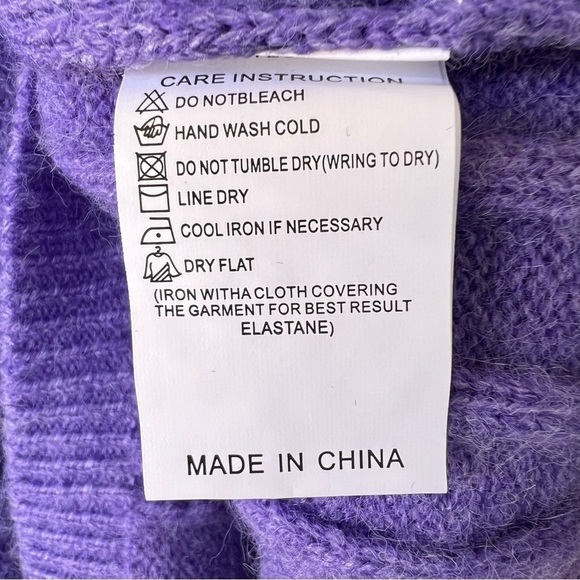 CARE INSTRUCTION
DO NOTBLEACH
HAND WASH COLD
DO NOT TUMBLE DRY(WRING TO DRY)
LINE DRY
COOL IRON IF NECESSARY
DRY FLAT
(IRON WITHA CLOTH COVERING
THE GARMENT FOR BEST RESULT
ELASTANE)
MADE IN CHINA